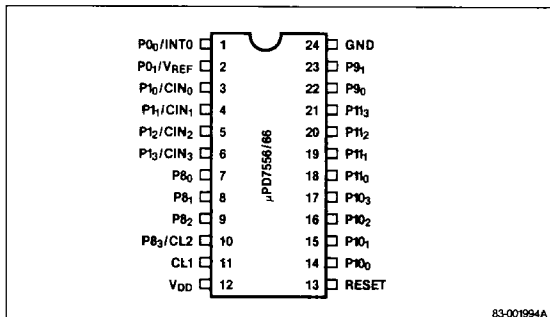 P0₀/INT0 1 24 GND
P0₁/VREF 2 23 P9₁
P1₀/CIN₀ 3 22 P9₀
P1₁/CIN₁ 4 21 P11₃
P1₂/CIN₂ 5 20 P11₂
P1₃/CIN₃ 6 19 P11₁
P8₀ 7 18 P11₀
P8₁ 8 17 P10₃
P8₂ 9 16 P10₂
P8₃/CL2 10 15 P10₁
CL1 11 14 P10₀
VDD 12 13 RESET
μPD7556/66
83-001994A